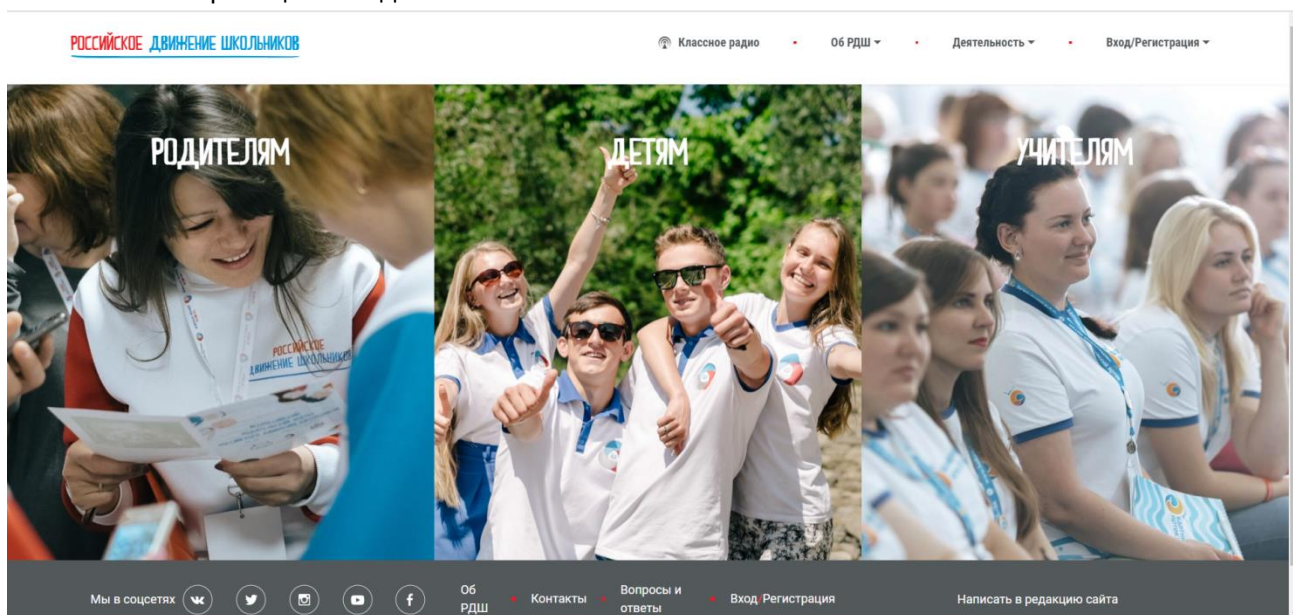 РОССИЙСКОЕ ДВИЖЕНИЕ ШКОЛЬНИКОВ
Классное радио • Об РДШ • Деятельность • Вход/Регистрация
РОДИТЕЛЯМ
ДЕТЯМ
УЧИТЕЛЯМ
РОССИЙСКОЕ
ДВИЖЕНИЕ ШКОЛЬНИКОВ
Мы в соцсетях
Об
РДШ • Контакты • Вопросы и
ответы • Вход/Регистрация
Написать в редакцию сайта